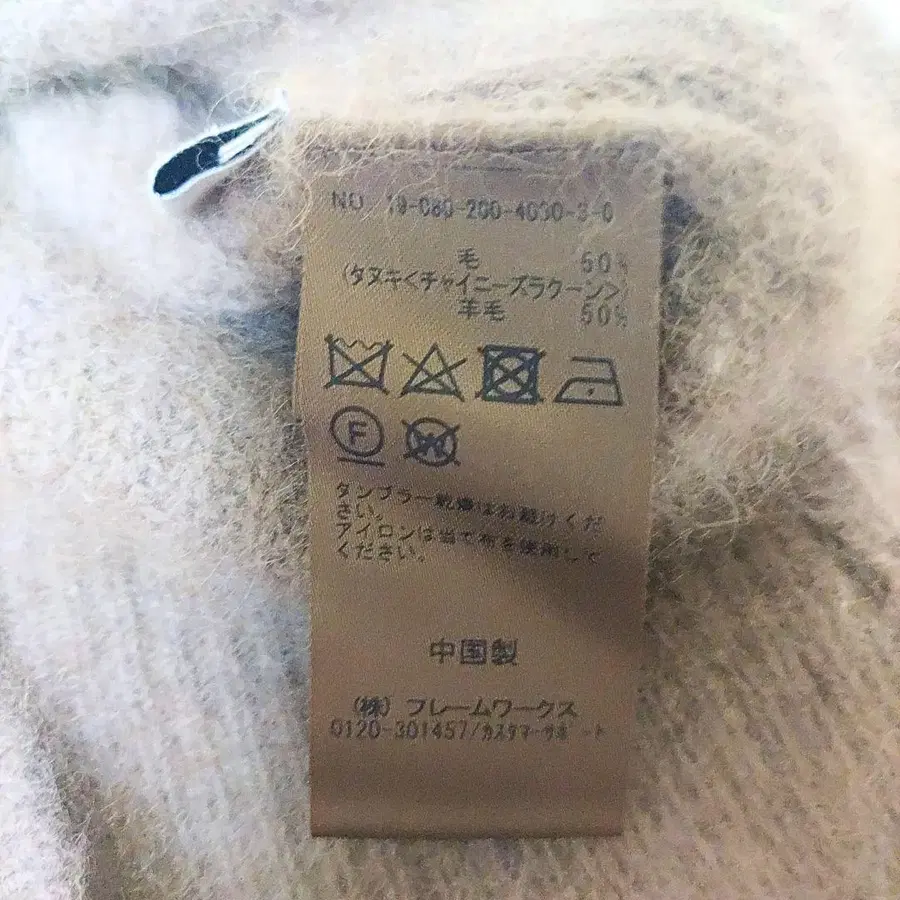 NO 19-080-200-4000-3-0
毛 50%
(タヌキ<チャイニーズラクーン>)
羊毛 50%
F
W
タンブラー乾燥はお避けくだ
さい。
アイロンは当て布を使用して
ください。
中国製
(株) フレームワークス
0120-301457/カスタマーサポート